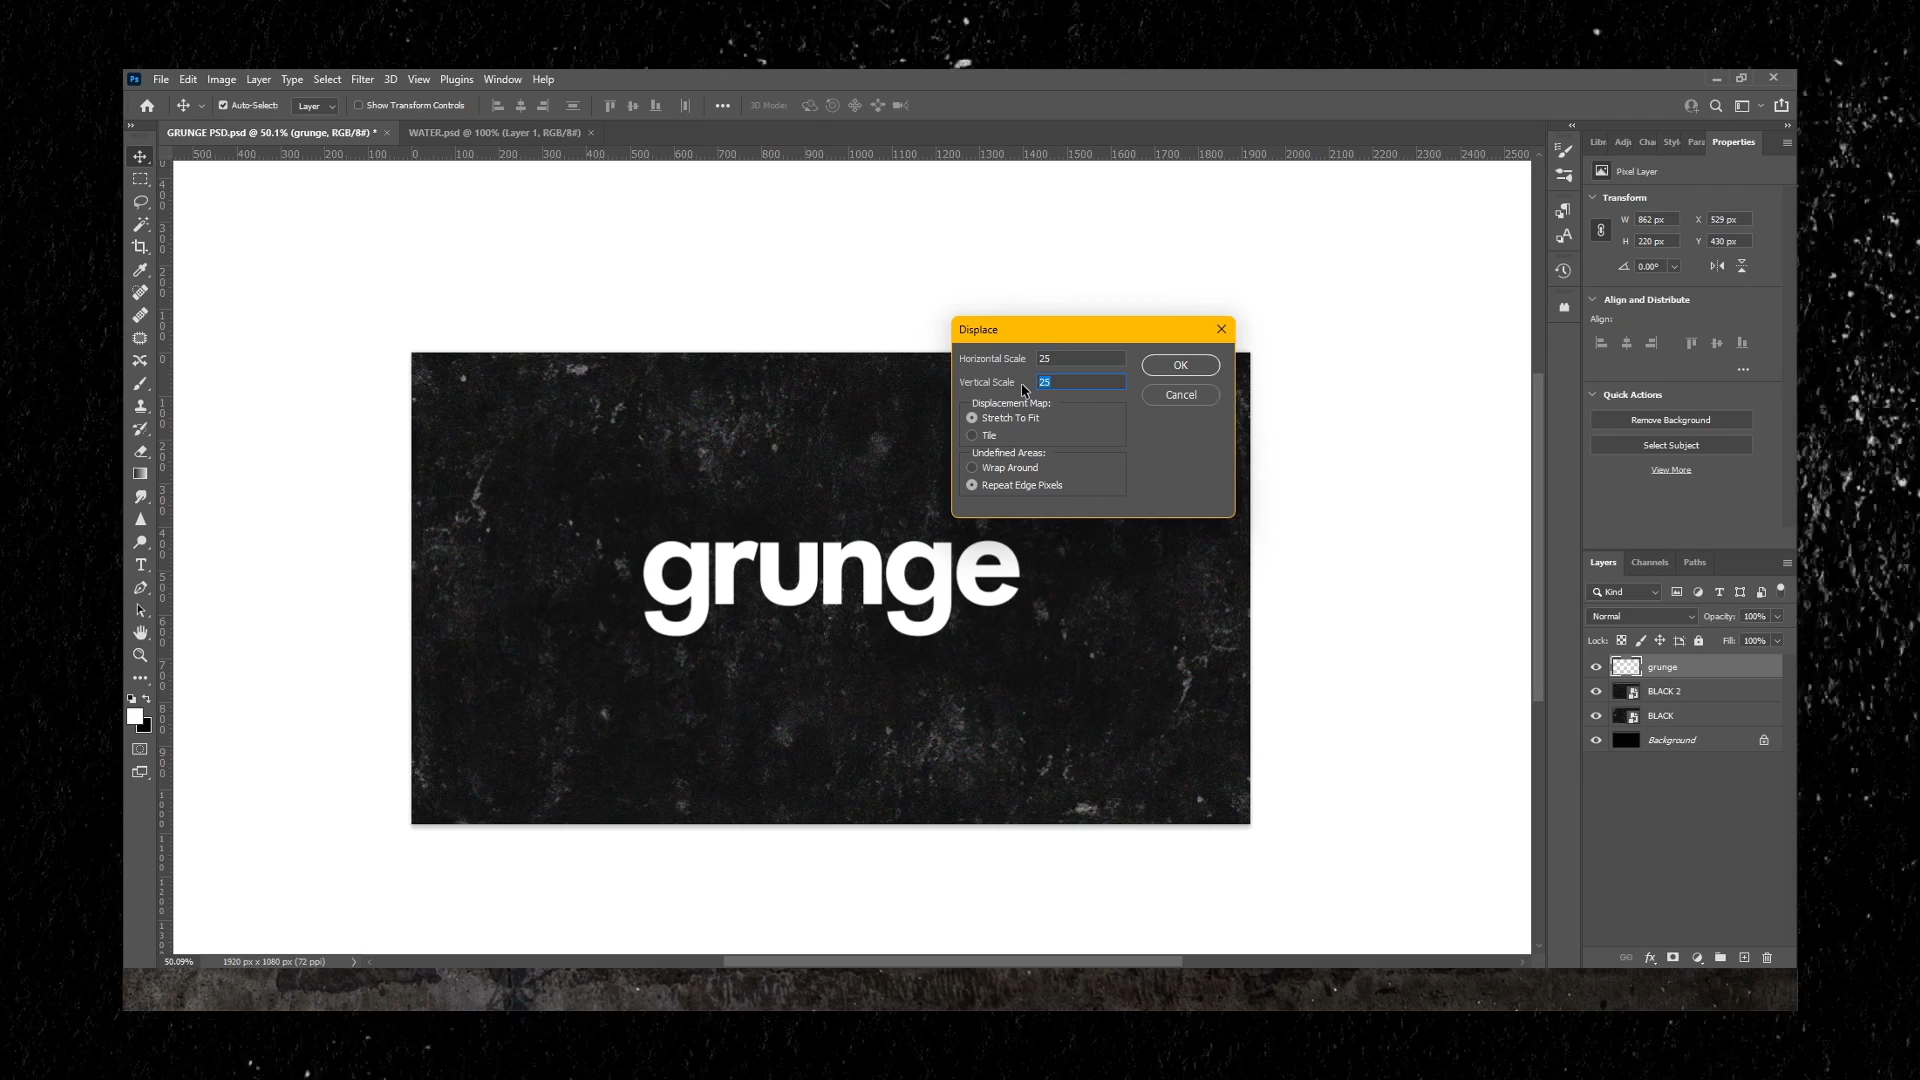 Ps File Edit Image Layer Type Select Filter 3D View Plugins Window Help
Auto-Select: Layer Show Transform Controls ••• 3D Mode:
GRUNGE PSD.psd @ 50.1% (grunge, RGB/8#) * × WATER.psd @ 100% (Layer 1, RGB/8#) ×
500 400 300 200 100 0 100 200 300 400 500 600 700 800 900 1000 1100 1200 1300 1400 1500 1600 1700 1800 1900 2000 2100 2200 2300 2400 2500
Libr Adju Cha Style Para Properties
Pixel Layer
Transform
W 862 px X 529 px
H 220 px Y 430 px
0.00°
Align and Distribute
Align:
•••
Quick Actions
Remove Background
Select Subject
View More
Displace
Horizontal Scale 25
OK
Vertical Scale 25
Cancel
Displacement Map:
Stretch To Fit
Tile
Undefined Areas:
Wrap Around
Repeat Edge Pixels
grunge
Layers Channels Paths
Kind
Normal Opacity: 100%
Lock: Fill: 100%
grunge
BLACK 2
BLACK
Background
fx
50.09% 1920 px x 1080 px (72 ppi)